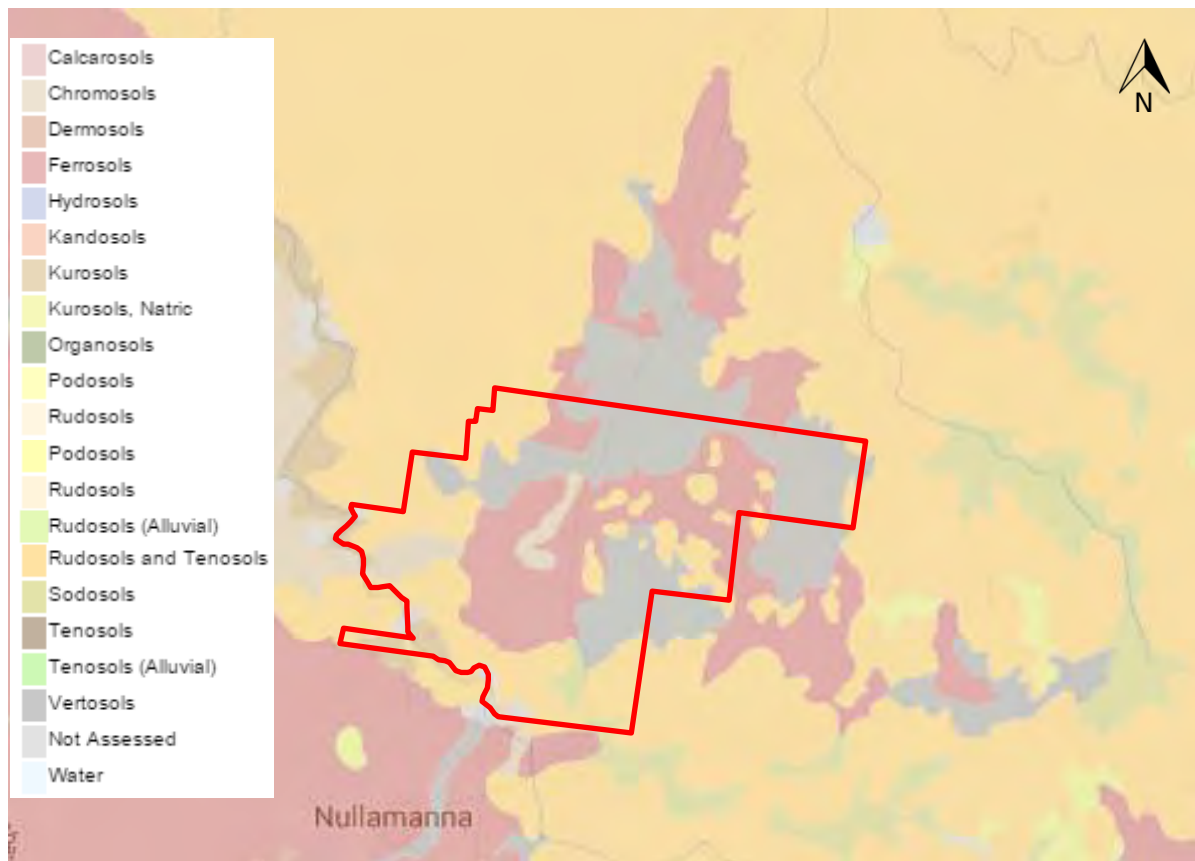 Calcarosols
Chromosols
Dermosols
Ferrosols
Hydrosols
Kandosols
Kurosols
Kurosols, Natric
Organosols
Podosols
Rudosols
Podosols
Rudosols
Rudosols (Alluvial)
Rudosols and Tenosols
Sodosols
Tenosols
Tenosols (Alluvial)
Vertosols
Not Assessed
Water
N
Nullamanna